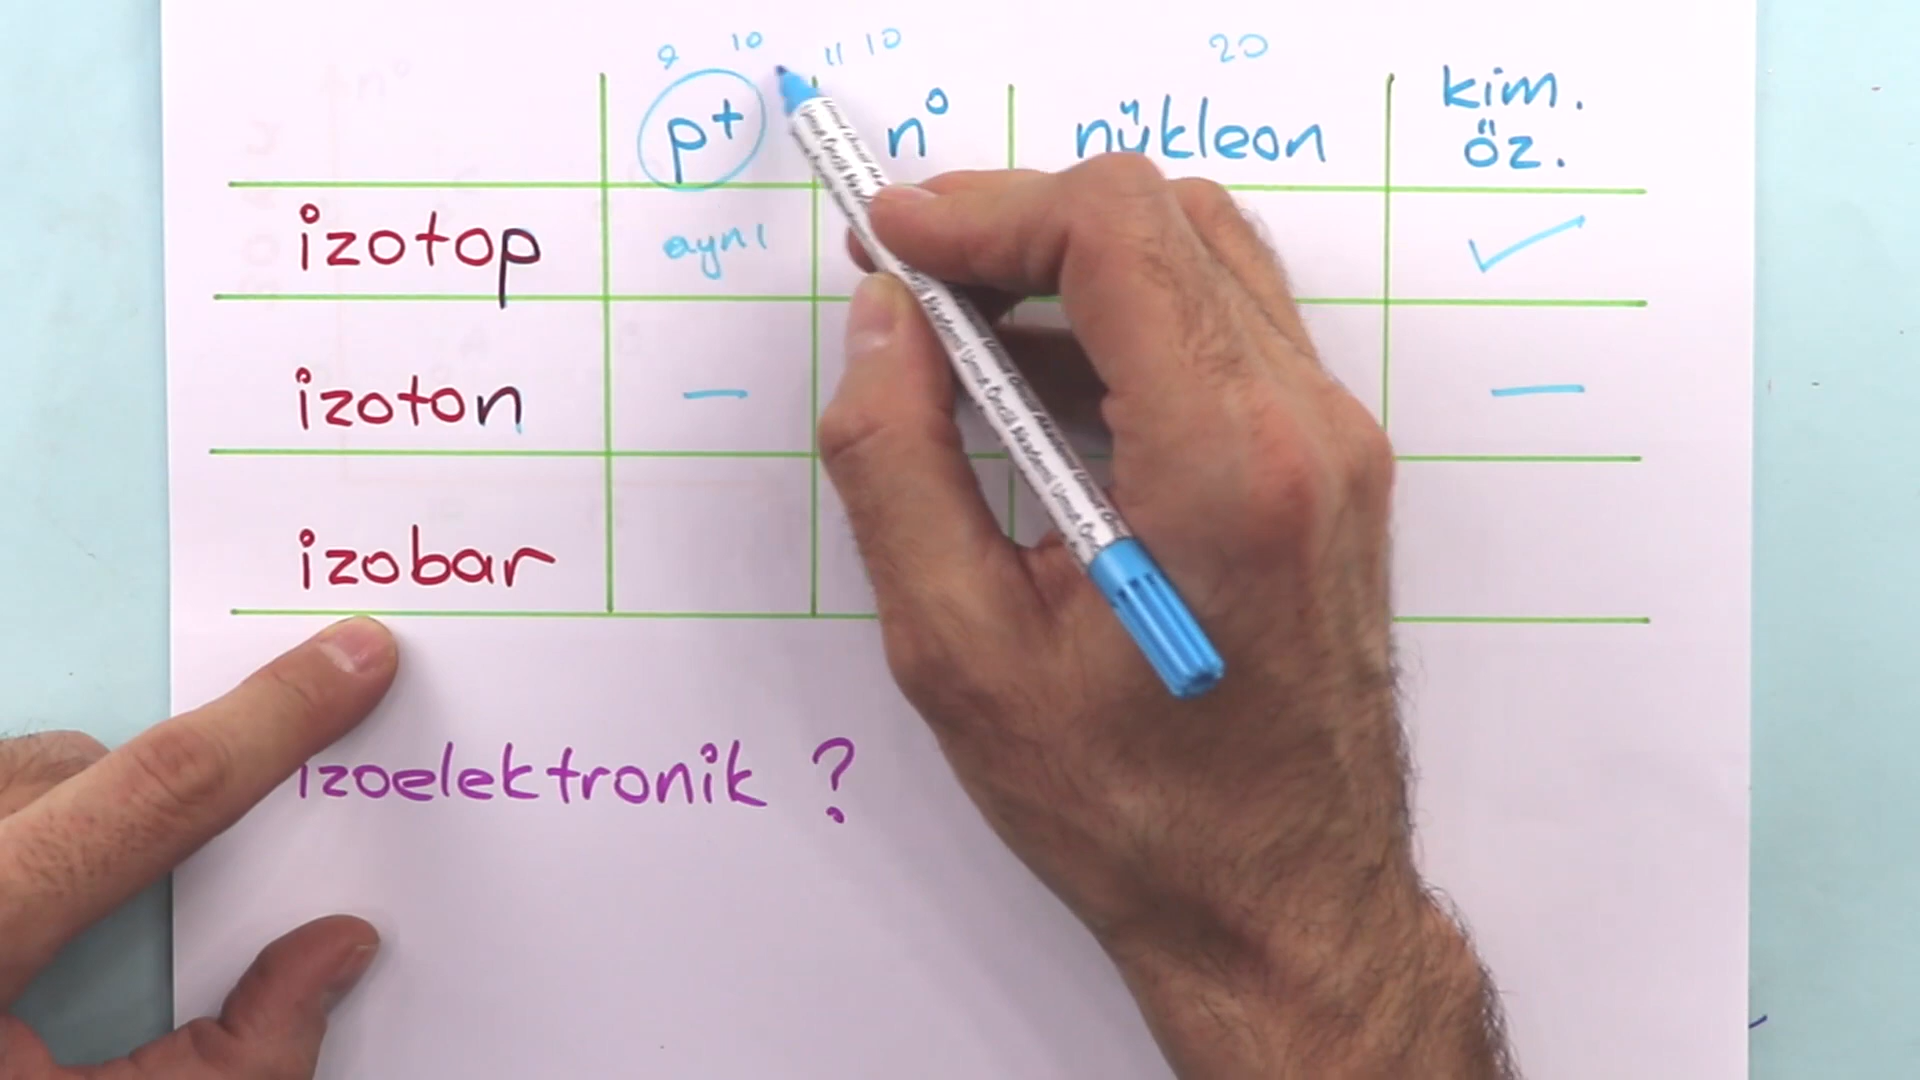 9 10 11 10 20
p+ n° nükleon kim. öz.
izotop aynı ✓
izoton — —
izobar
izoelektronik ?